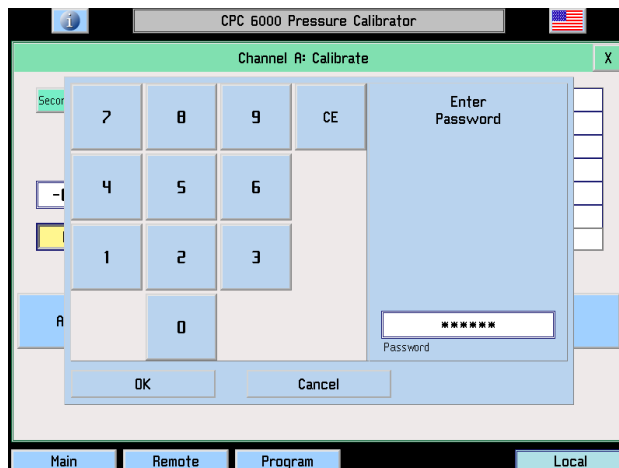 CPC 6000 Pressure Calibrator
Channel A: Calibrate
X
Enter
Password
7 8 9 CE
4 5 6
1 2 3
0
******
Password
OK Cancel
Main Remote Program Local